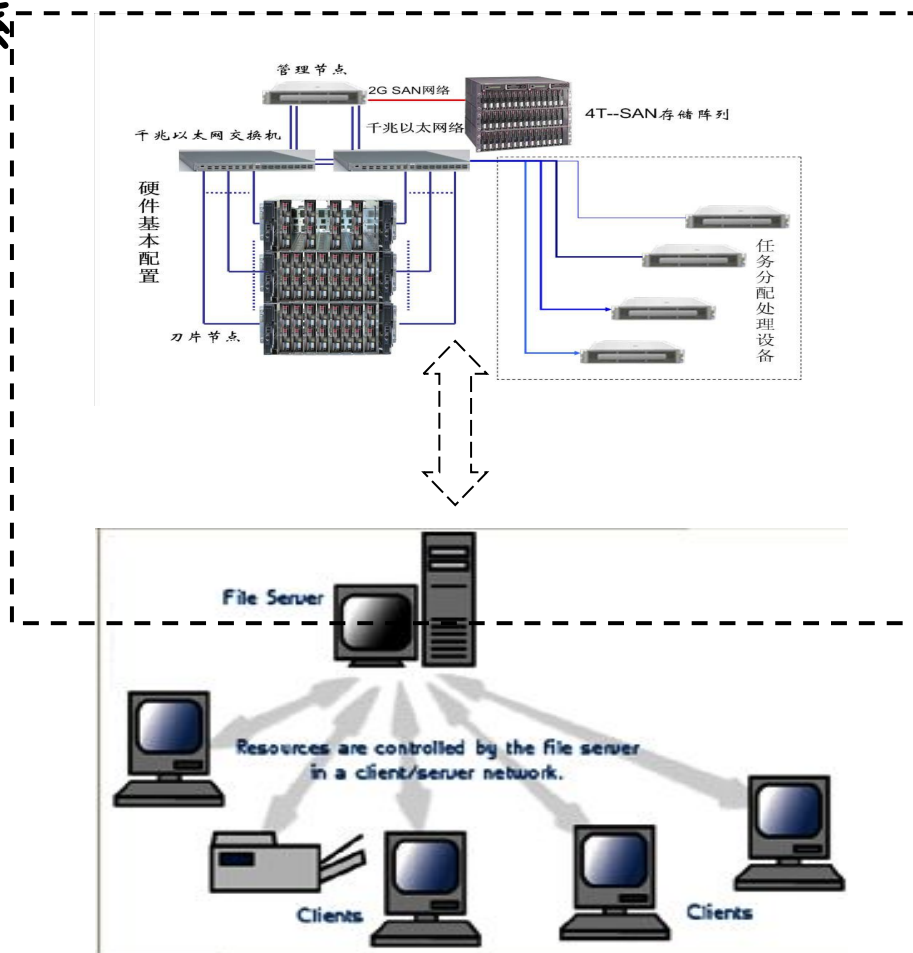 管理节点
2G SAN网络
4T--SAN存储阵列
千兆以太网络
千兆以太网交换机
硬件基本配置
任务分配处理设备
刀片节点
File Server
Resources are controlled by the file server
in a client/server network.
Clients
Clients